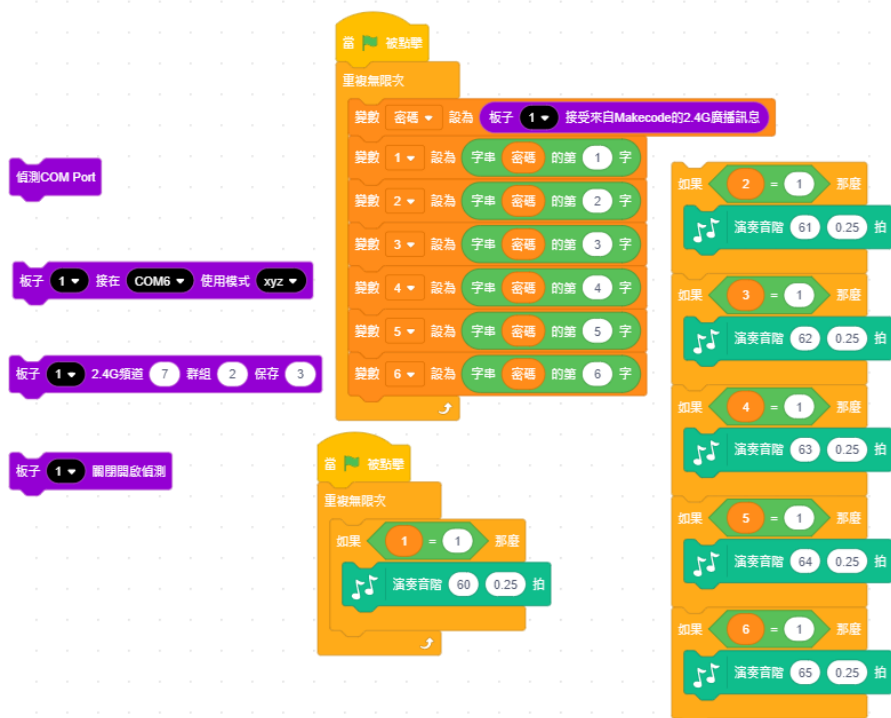 偵測COM Port
板子 1 接在 COM6 使用模式 xyz
板子 1 2.4G頻道 7 群組 2 保存 3
板子 1 關閉開啟偵測
當 被點擊
重複無限次
變數 密碼 設為 板子 1 接受來自Makecode的2.4G廣播訊息
變數 1 設為 字串 密碼 的第 1 字
變數 2 設為 字串 密碼 的第 2 字
變數 3 設為 字串 密碼 的第 3 字
變數 4 設為 字串 密碼 的第 4 字
變數 5 設為 字串 密碼 的第 5 字
變數 6 設為 字串 密碼 的第 6 字
當 被點擊
重複無限次
如果 1 = 1 那麼
演奏音階 60 0.25 拍
如果 2 = 1 那麼
演奏音階 61 0.25 拍
如果 3 = 1 那麼
演奏音階 62 0.25 拍
如果 4 = 1 那麼
演奏音階 63 0.25 拍
如果 5 = 1 那麼
演奏音階 64 0.25 拍
如果 6 = 1 那麼
演奏音階 65 0.25 拍